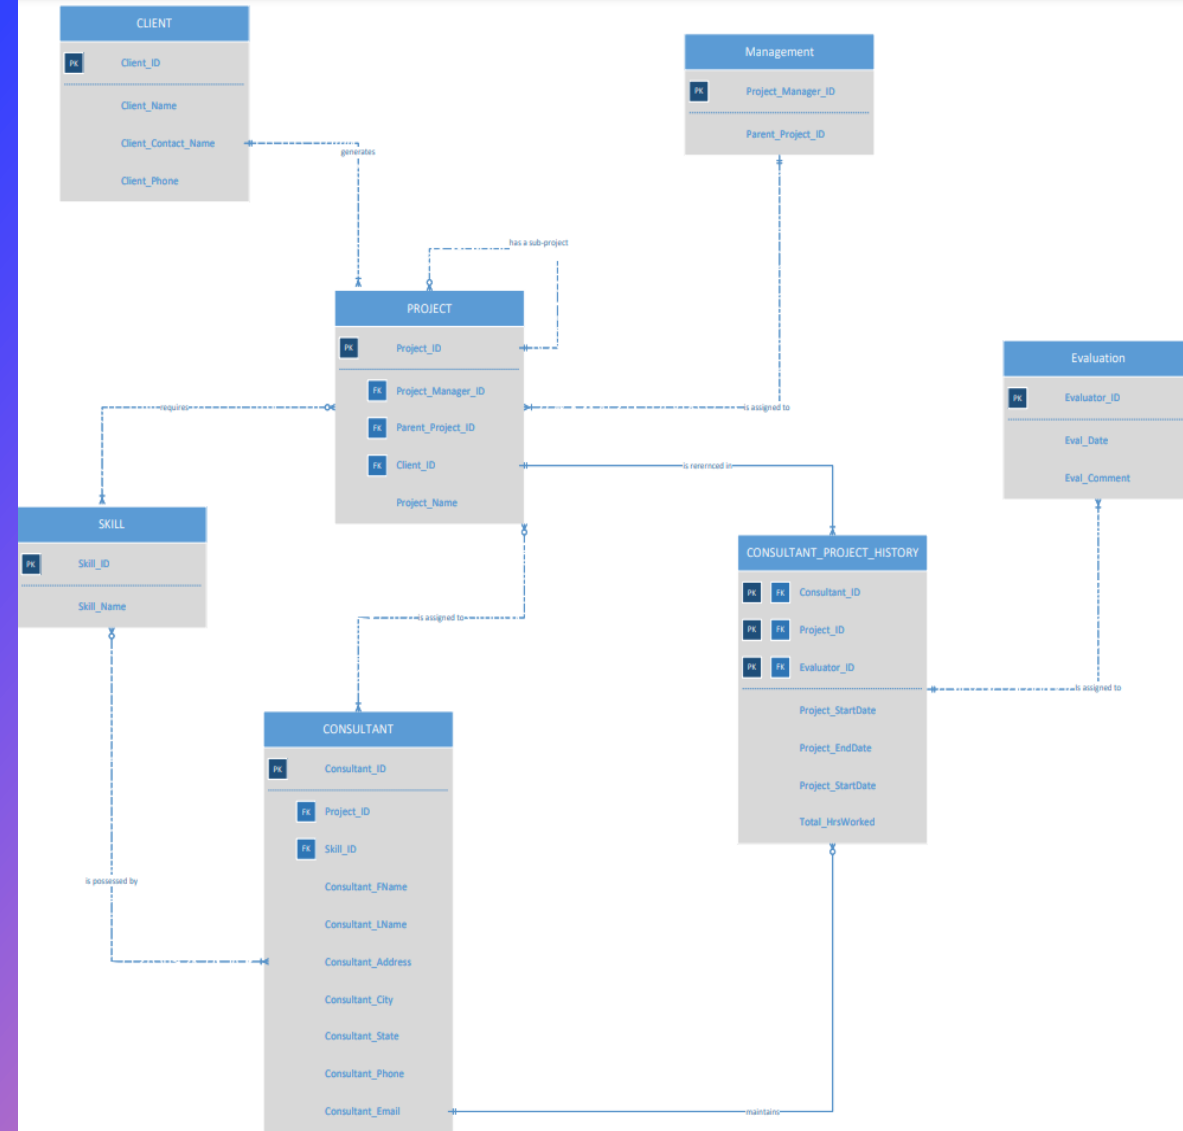 CLIENT
PK Client_ID
Client_Name
Client_Contact_Name
Client_Phone
generates
Management
PK Project_Manager_ID
Parent_Project_ID
has a sub-project
PROJECT
PK Project_ID
FK Project_Manager_ID
FK Parent_Project_ID
FK Client_ID
Project_Name
requires
is assigned to
is rerernced in
Evaluation
PK Evaluator_ID
Eval_Date
Eval_Comment
SKILL
PK Skill_ID
Skill_Name
is assigned to
CONSULTANT_PROJECT_HISTORY
PK FK Consultant_ID
PK FK Project_ID
PK FK Evaluator_ID
Project_StartDate
Project_EndDate
Project_StartDate
Total_HrsWorked
Is assigned to
CONSULTANT
PK Consultant_ID
FK Project_ID
FK Skill_ID
Consultant_FName
Consultant_LName
Consultant_Address
Consultant_City
Consultant_State
Consultant_Phone
Consultant_Email
is possessed by
maintains